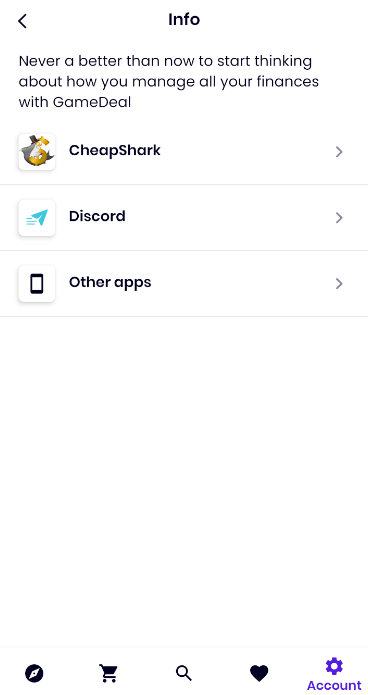 Info
Never a better than now to start thinking
about how you manage all your finances
with GameDeal
CheapShark
Discord
Other apps
Account